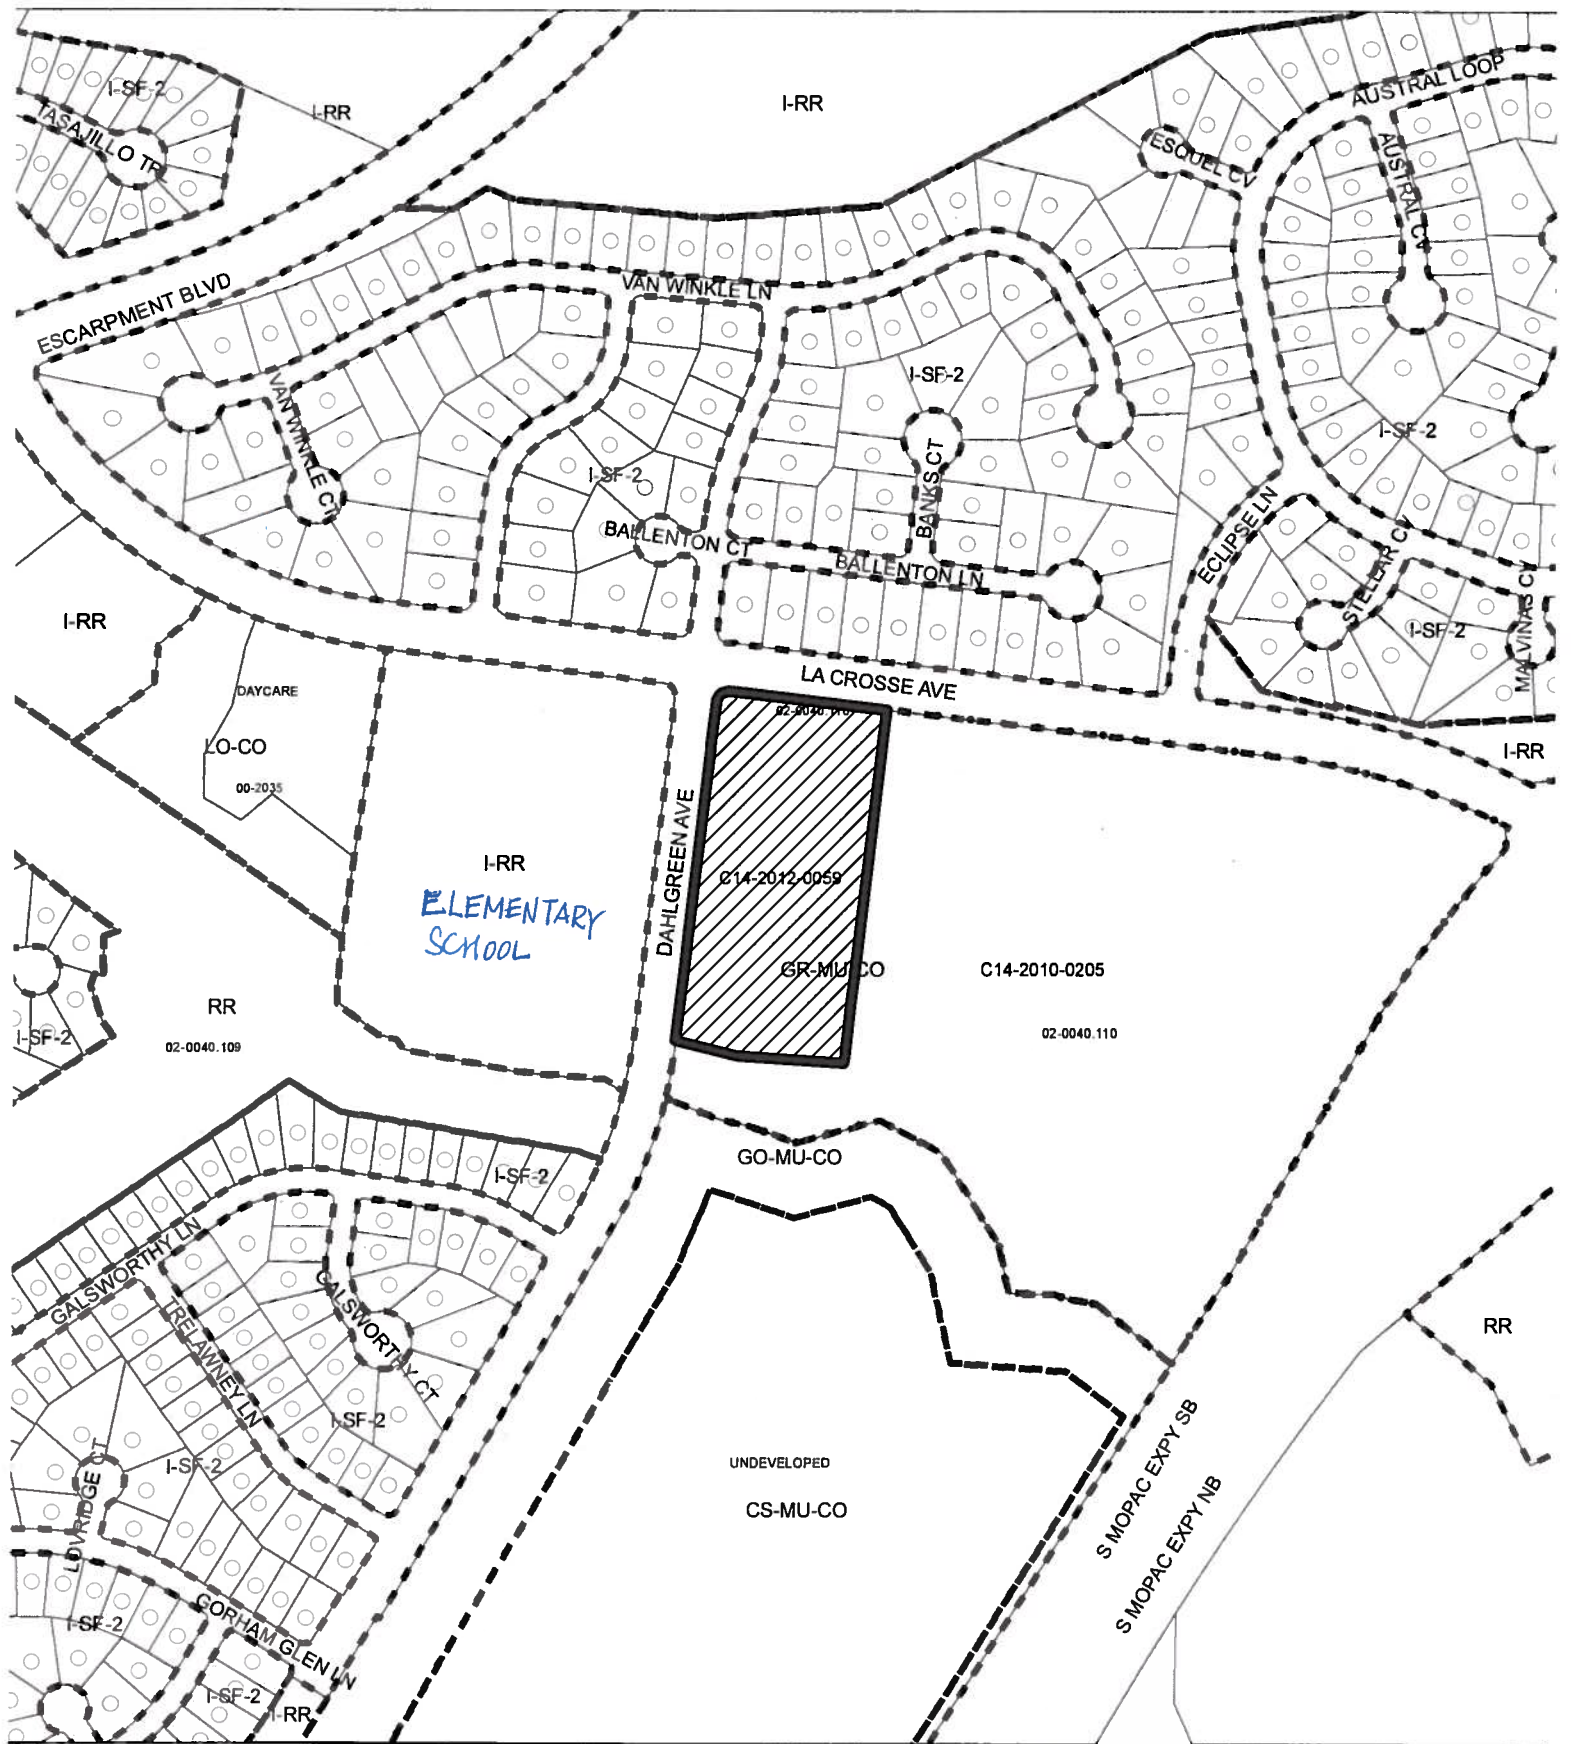 I-SF-2
TASAJILLO TRL
I-RR
I-RR
AUSTRAL LOOP
ESQUEL CV
AUSTRAL CV
ESCARPMENT BLVD
VAN WINKLE LN
VAN WINKLE CT
I-SF-2
BANKS CT
I-SF-2
I-SF-2
BALLENTON CT
BALLENTON LN
ECLIPSE LN
STELLAR CV
MALVINAS CV
I-SF-2
I-RR
DAYCARE
LO-CO
00-2035
LA CROSSE AVE
I-RR
I-RR
ELEMENTARY
SCHOOL
DAHLGREEN AVE
C14-2012-0059
GR-MU-CO
C14-2010-0205
02-0040.110
I-SF-2
RR
02-0040.109
GO-MU-CO
I-SF-2
GALSWORTHY LN
TRELAWNEY LN
GALSWORTHY CT
I-SF-2
I-SF-2
LOVRIDGE CT
I-SF-2
GORHAM GLEN LN
I-SF-2
I-RR
UNDEVELOPED
CS-MU-CO
S MOPAC EXPY SB
S MOPAC EXPY NB
RR